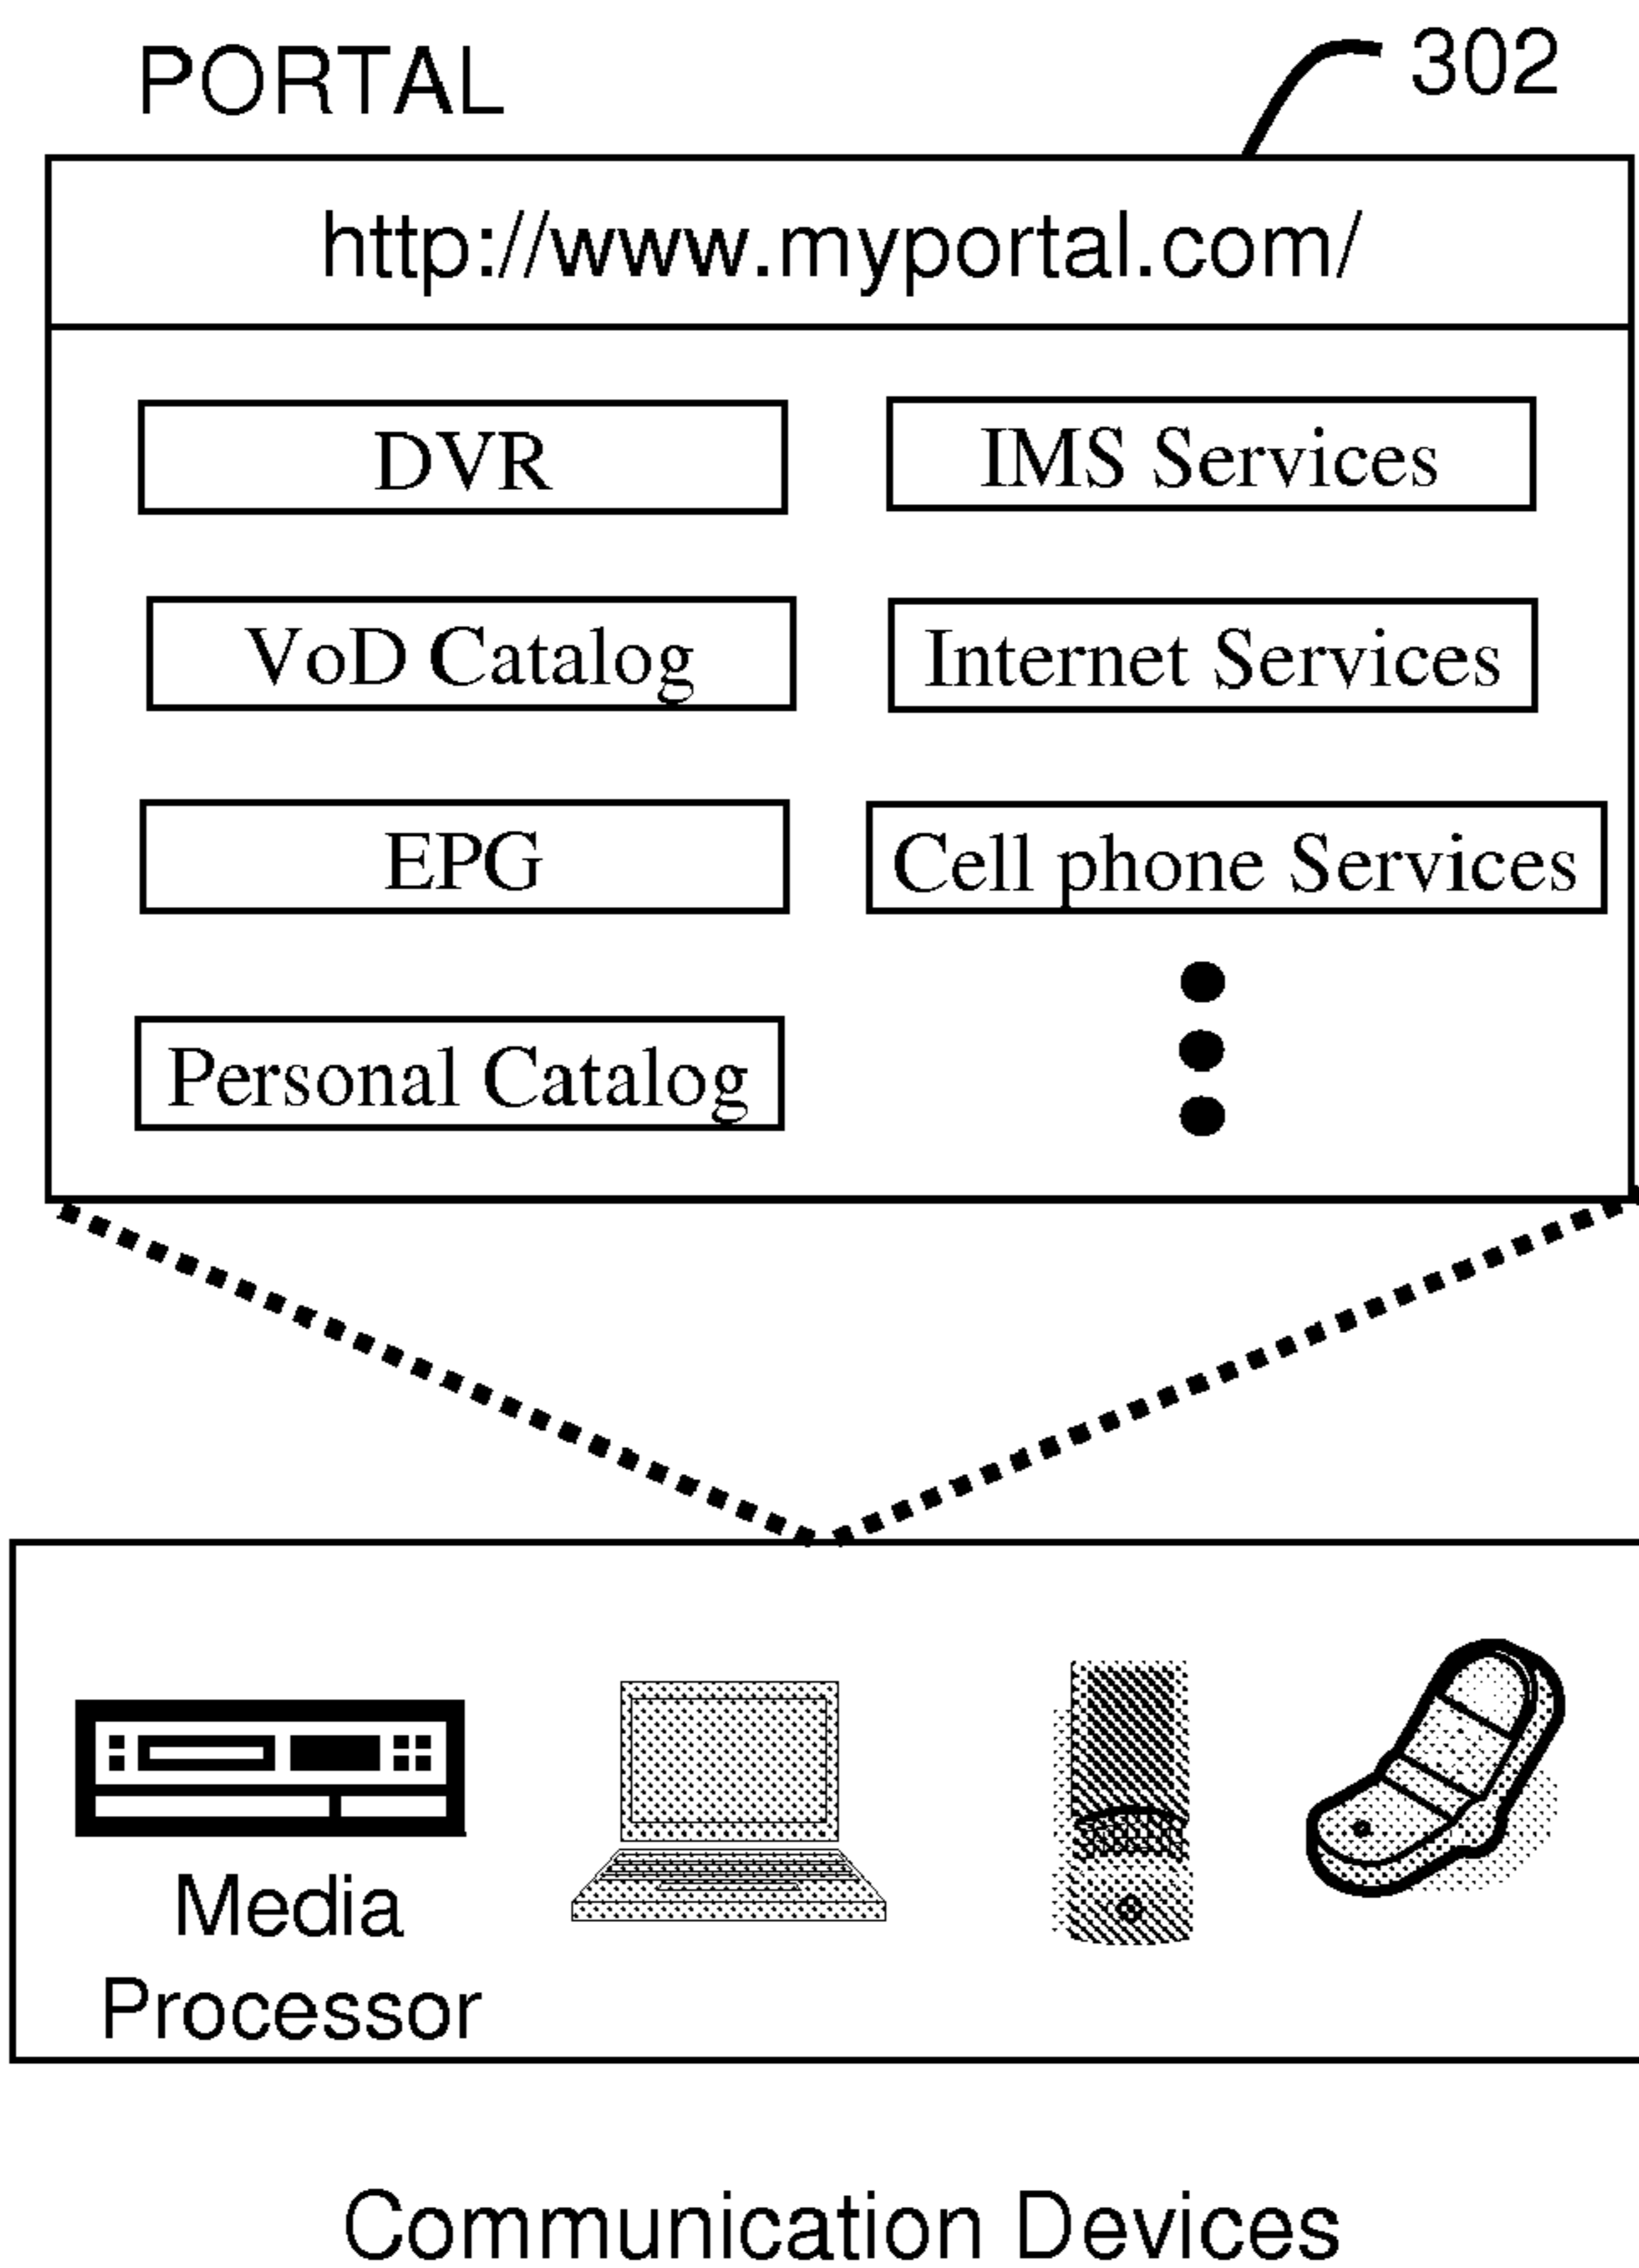 PORTAL
302
http://www.myportal.com/
DVR
IMS Services
VoD Catalog
Internet Services
EPG
Cell phone Services
Personal Catalog
Media
Processor
Communication Devices